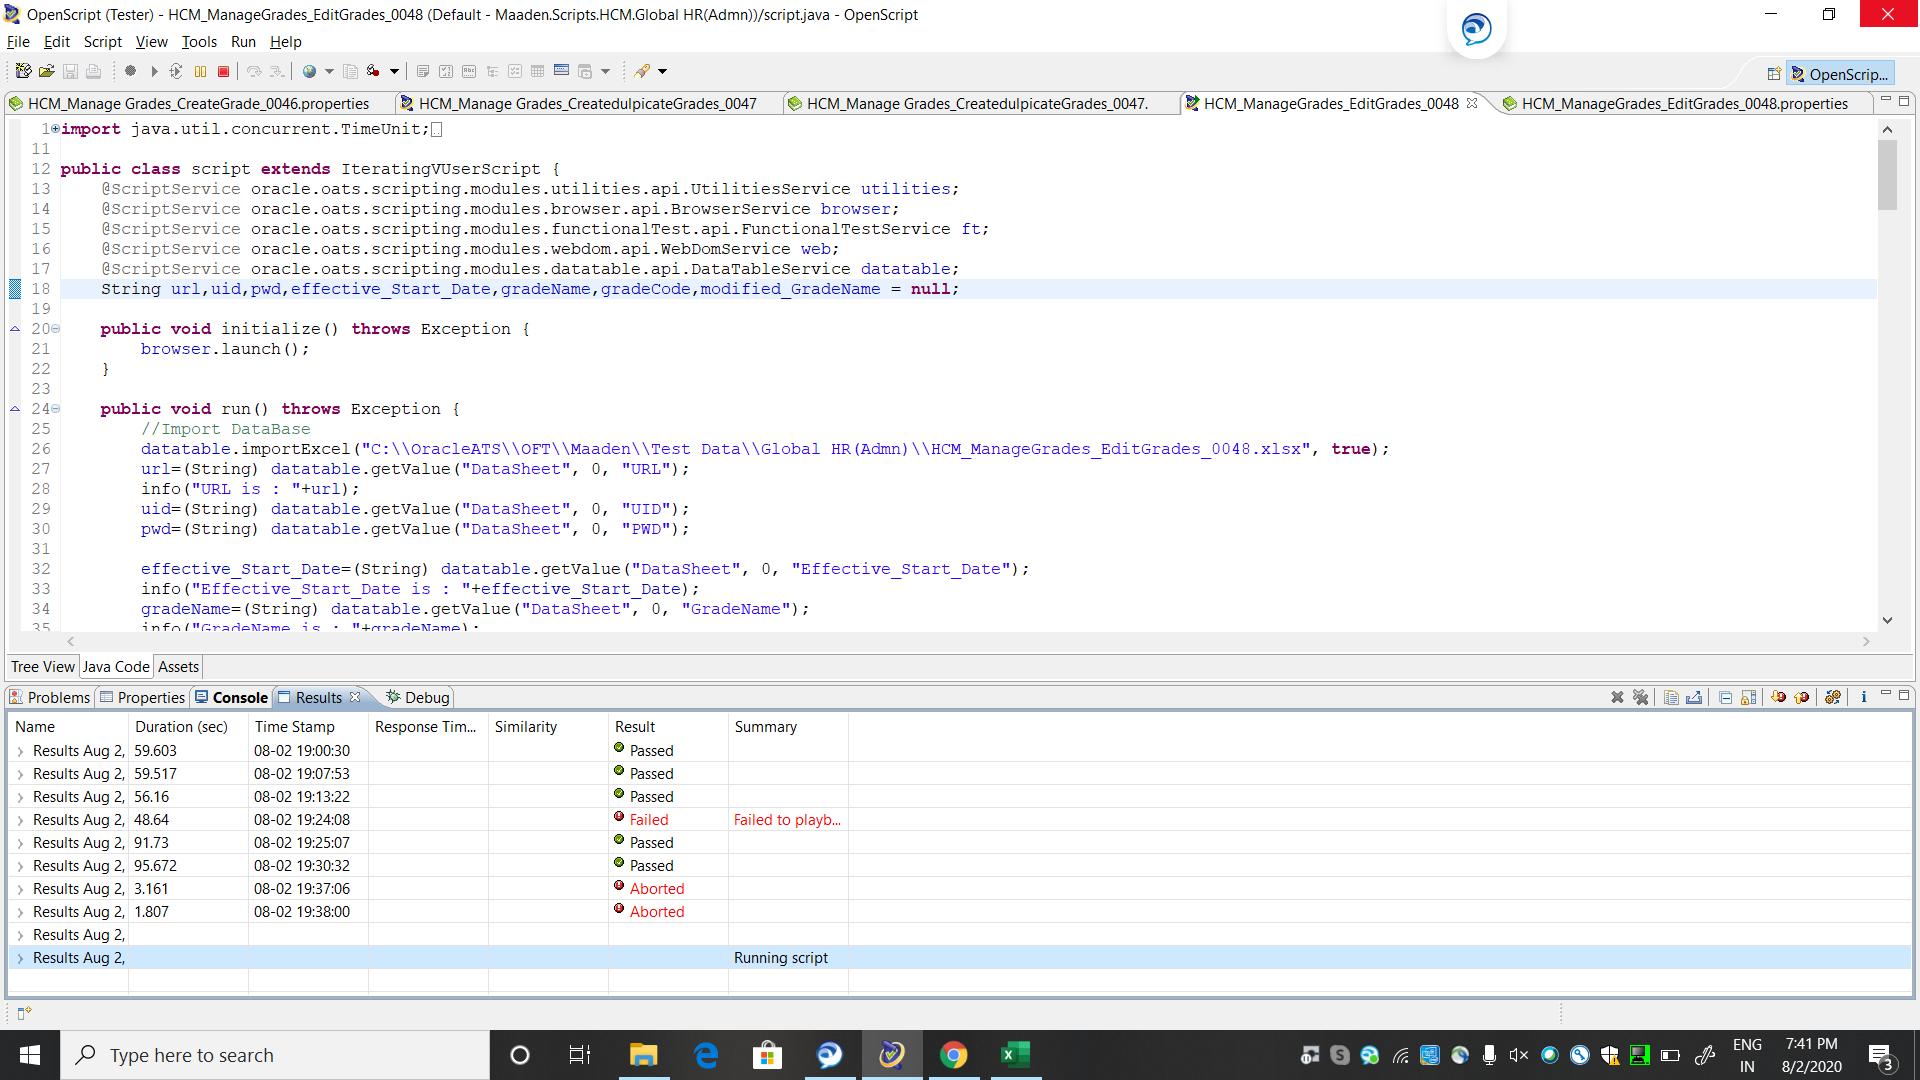 OpenScript (Tester) - HCM_ManageGrades_EditGrades_0048 (Default - Maaden.Scripts.HCM.Global HR(Admn))/script.java - OpenScript
File Edit Script View Tools Run Help
OpenScrip...
HCM_Manage Grades_CreateGrade_0046.properties HCM_Manage Grades_CreatedulpicateGrades_0047 HCM_Manage Grades_CreatedulpicateGrades_0047. HCM_ManageGrades_EditGrades_0048 HCM_ManageGrades_EditGrades_0048.properties
1 import java.util.concurrent.TimeUnit;
11
12 public class script extends IteratingVUserScript {
13 @ScriptService oracle.oats.scripting.modules.utilities.api.UtilitiesService utilities;
14 @ScriptService oracle.oats.scripting.modules.browser.api.BrowserService browser;
15 @ScriptService oracle.oats.scripting.modules.functionalTest.api.FunctionalTestService ft;
16 @ScriptService oracle.oats.scripting.modules.webdom.api.WebDomService web;
17 @ScriptService oracle.oats.scripting.modules.datatable.api.DataTableService datatable;
18 String url,uid,pwd,effective_Start_Date,gradeName,gradeCode,modified_GradeName = null;
19
20 public void initialize() throws Exception {
21 browser.launch();
22 }
23
24 public void run() throws Exception {
25 //Import DataBase
26 datatable.importExcel("C:\\OracleATS\\OFT\\Maaden\\Test Data\\Global HR(Admn)\\HCM_ManageGrades_EditGrades_0048.xlsx", true);
27 url=(String) datatable.getValue("DataSheet", 0, "URL");
28 info("URL is : "+url);
29 uid=(String) datatable.getValue("DataSheet", 0, "UID");
30 pwd=(String) datatable.getValue("DataSheet", 0, "PWD");
31
32 effective_Start_Date=(String) datatable.getValue("DataSheet", 0, "Effective_Start_Date");
33 info("Effective_Start_Date is : "+effective_Start_Date);
34 gradeName=(String) datatable.getValue("DataSheet", 0, "GradeName");
35 info("GradeName is : "+gradeName);
Tree View Java Code Assets
Problems Properties Console Results Debug
Name Duration (sec) Time Stamp Response Tim... Similarity Result Summary
Results Aug 2, 59.603 08-02 19:00:30 Passed
Results Aug 2, 59.517 08-02 19:07:53 Passed
Results Aug 2, 56.16 08-02 19:13:22 Passed
Results Aug 2, 48.64 08-02 19:24:08 Failed Failed to playb...
Results Aug 2, 91.73 08-02 19:25:07 Passed
Results Aug 2, 95.672 08-02 19:30:32 Passed
Results Aug 2, 3.161 08-02 19:37:06 Aborted
Results Aug 2, 1.807 08-02 19:38:00 Aborted
Results Aug 2,
Results Aug 2, Running script
Type here to search
ENG 7:41 PM
IN 8/2/2020 3